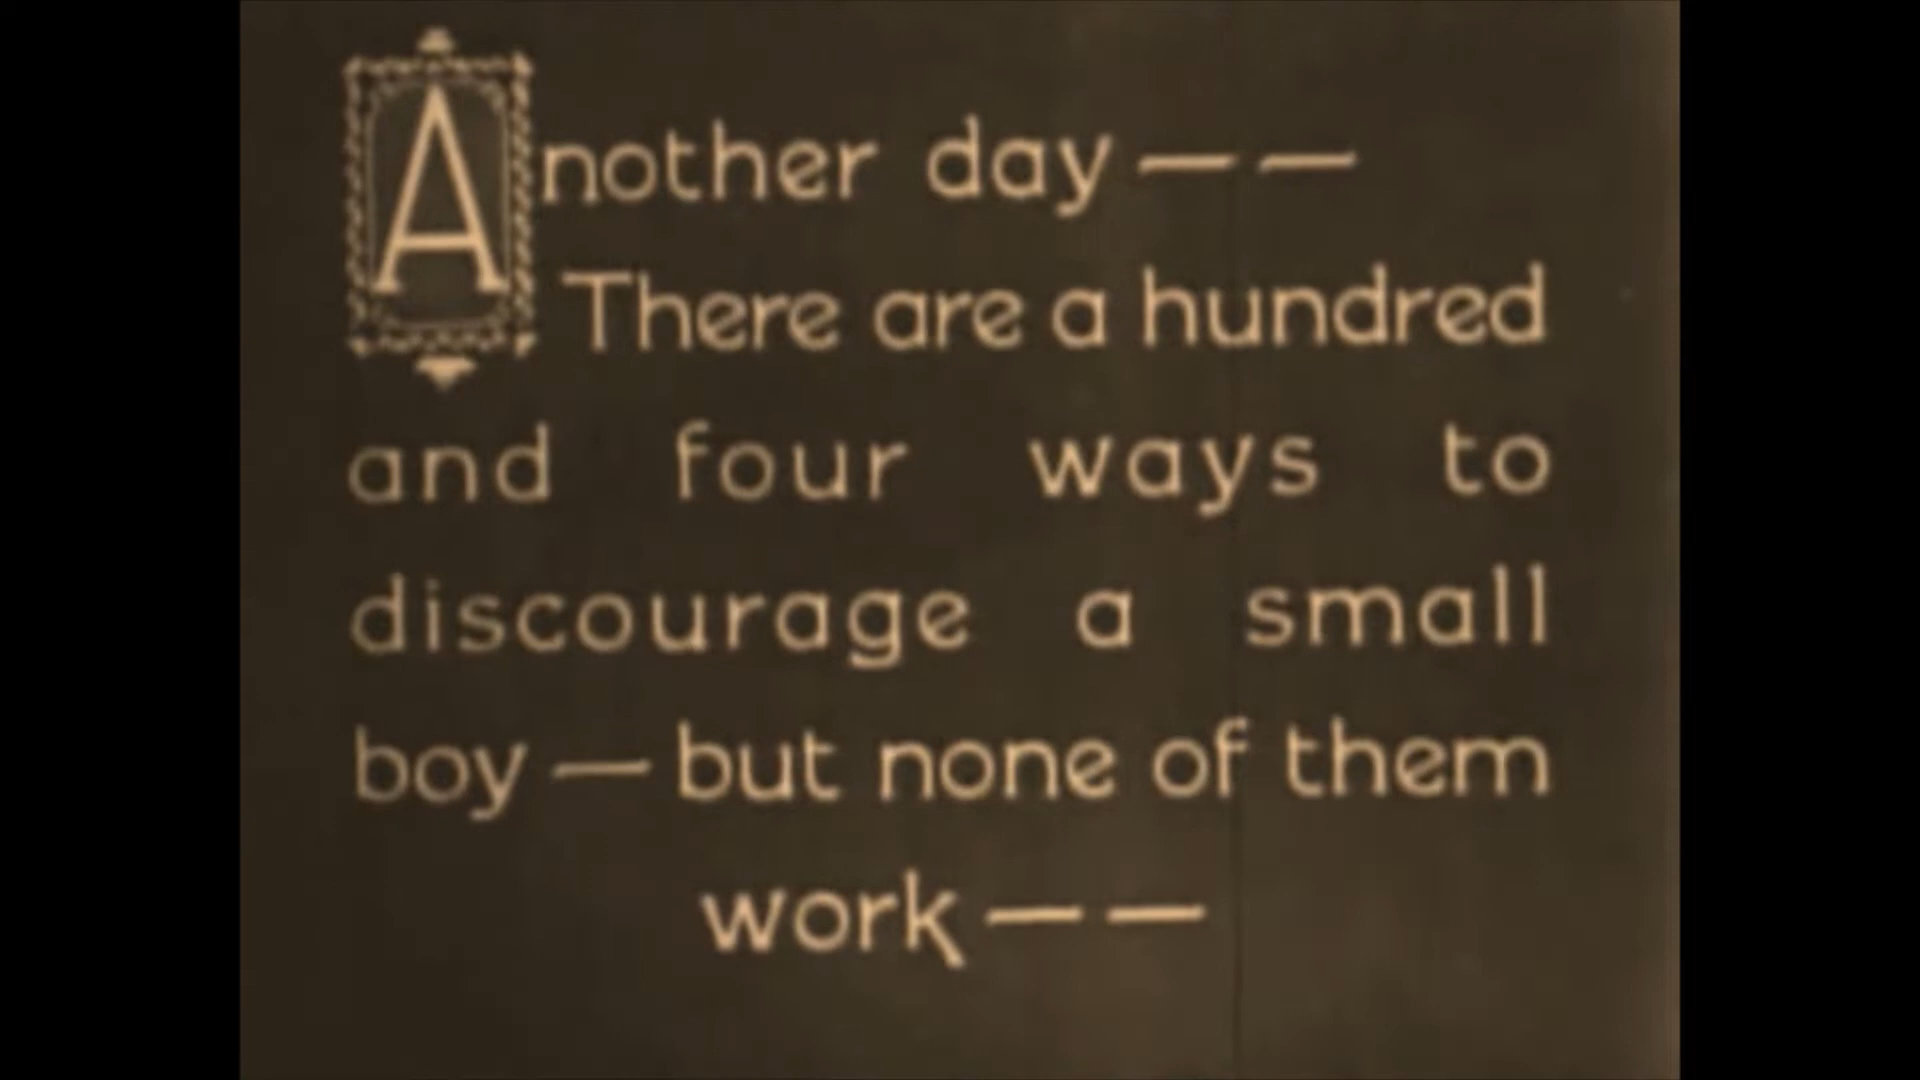 Another day — —
There are a hundred
and four ways to
discourage a small
boy — but none of them
work — —